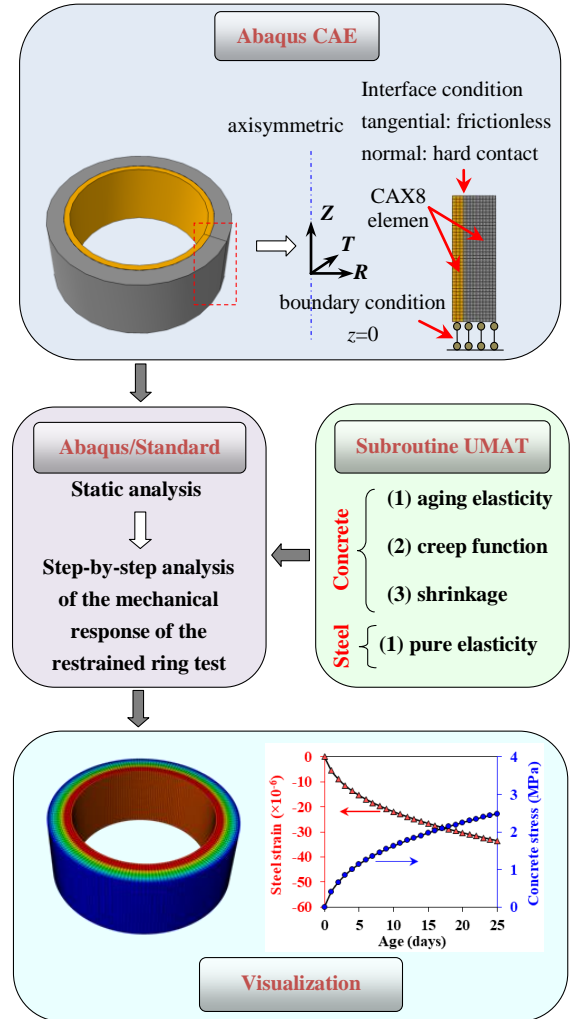 Abaqus CAE
Interface condition
tangential: frictionless
normal: hard contact
axisymmetric
CAX8
elemen
Z
T
R
boundary condition
z=0
Abaqus/Standard
Static analysis
Step-by-step analysis
of the mechanical
response of the
restrained ring test
Subroutine UMAT
Concrete
(1) aging elasticity
(2) creep function
(3) shrinkage
Steel
(1) pure elasticity
Steel strain (×10⁻⁶)
0
-10
-20
-30
-40
-50
-60
4
3
2
1
0
Concrete stress (MPa)
0 5 10 15 20 25
Age (days)
Visualization